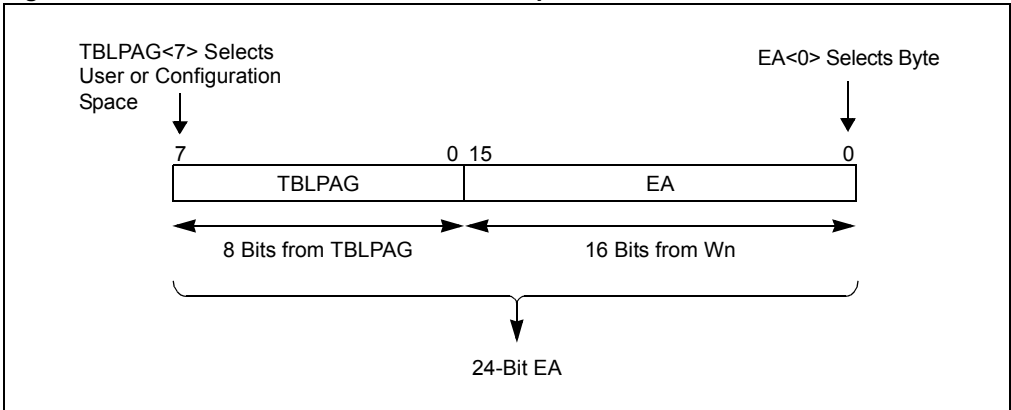 TBLPAG<7> Selects
User or Configuration
Space
EA<0> Selects Byte
7 0 15 0
TBLPAG EA
8 Bits from TBLPAG 16 Bits from Wn
24-Bit EA